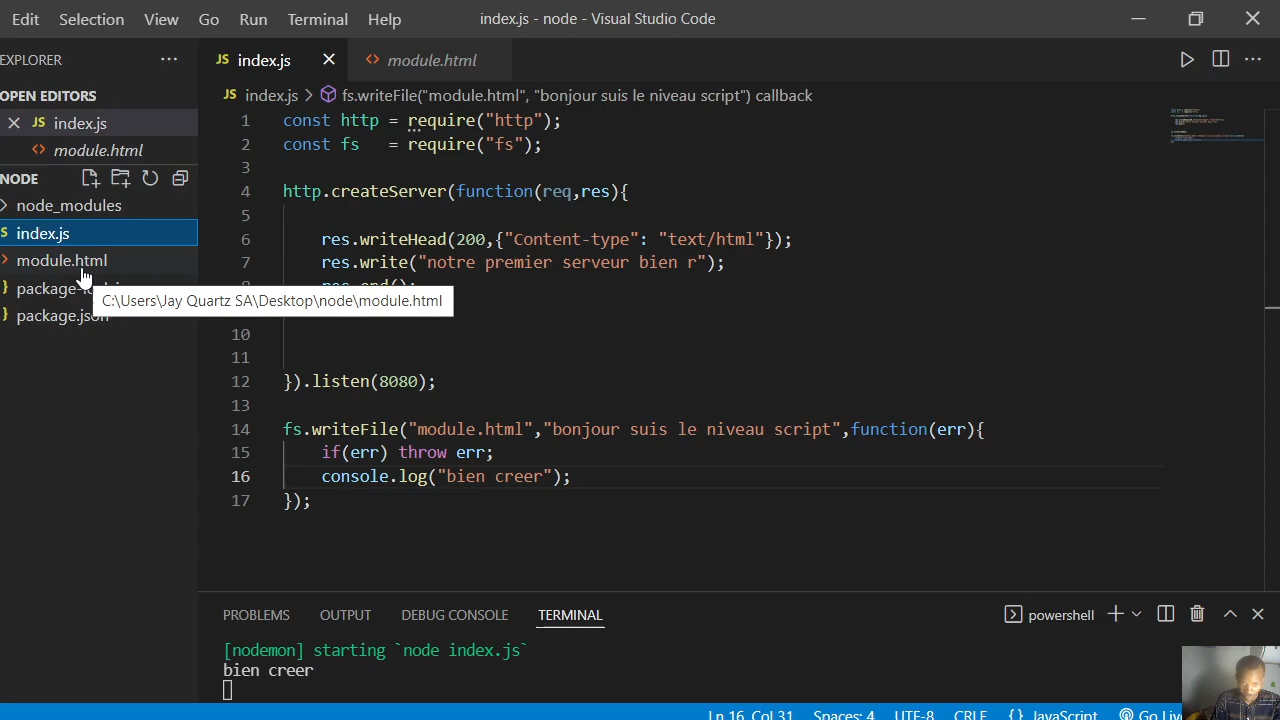 Edit Selection View Go Run Terminal Help index.js - node - Visual Studio Code
EXPLORER
JS index.js
<> module.html
OPEN EDITORS
JS index.js
<> module.html
NODE
node_modules
index.js
module.html
package-
package.json
C:\Users\Jay Quartz SA\Desktop\node\module.html
JS index.js > fs.writeFile("module.html", "bonjour suis le niveau script") callback
1 const http = require("http");
2 const fs = require("fs");
3
4 http.createServer(function(req,res){
5
6 res.writeHead(200,{"Content-type": "text/html"});
7 res.write("notre premier serveur bien r");
8 res.end();
10
11
12 }).listen(8080);
13
14 fs.writeFile("module.html","bonjour suis le niveau script",function(err){
15 if(err) throw err;
16 console.log("bien creer");
17 });
PROBLEMS OUTPUT DEBUG CONSOLE TERMINAL powershell
[nodemon] starting `node index.js`
bien creer
Ln 16, Col 31 Spaces: 4 UTF-8 CRLF {} JavaScript Go Live